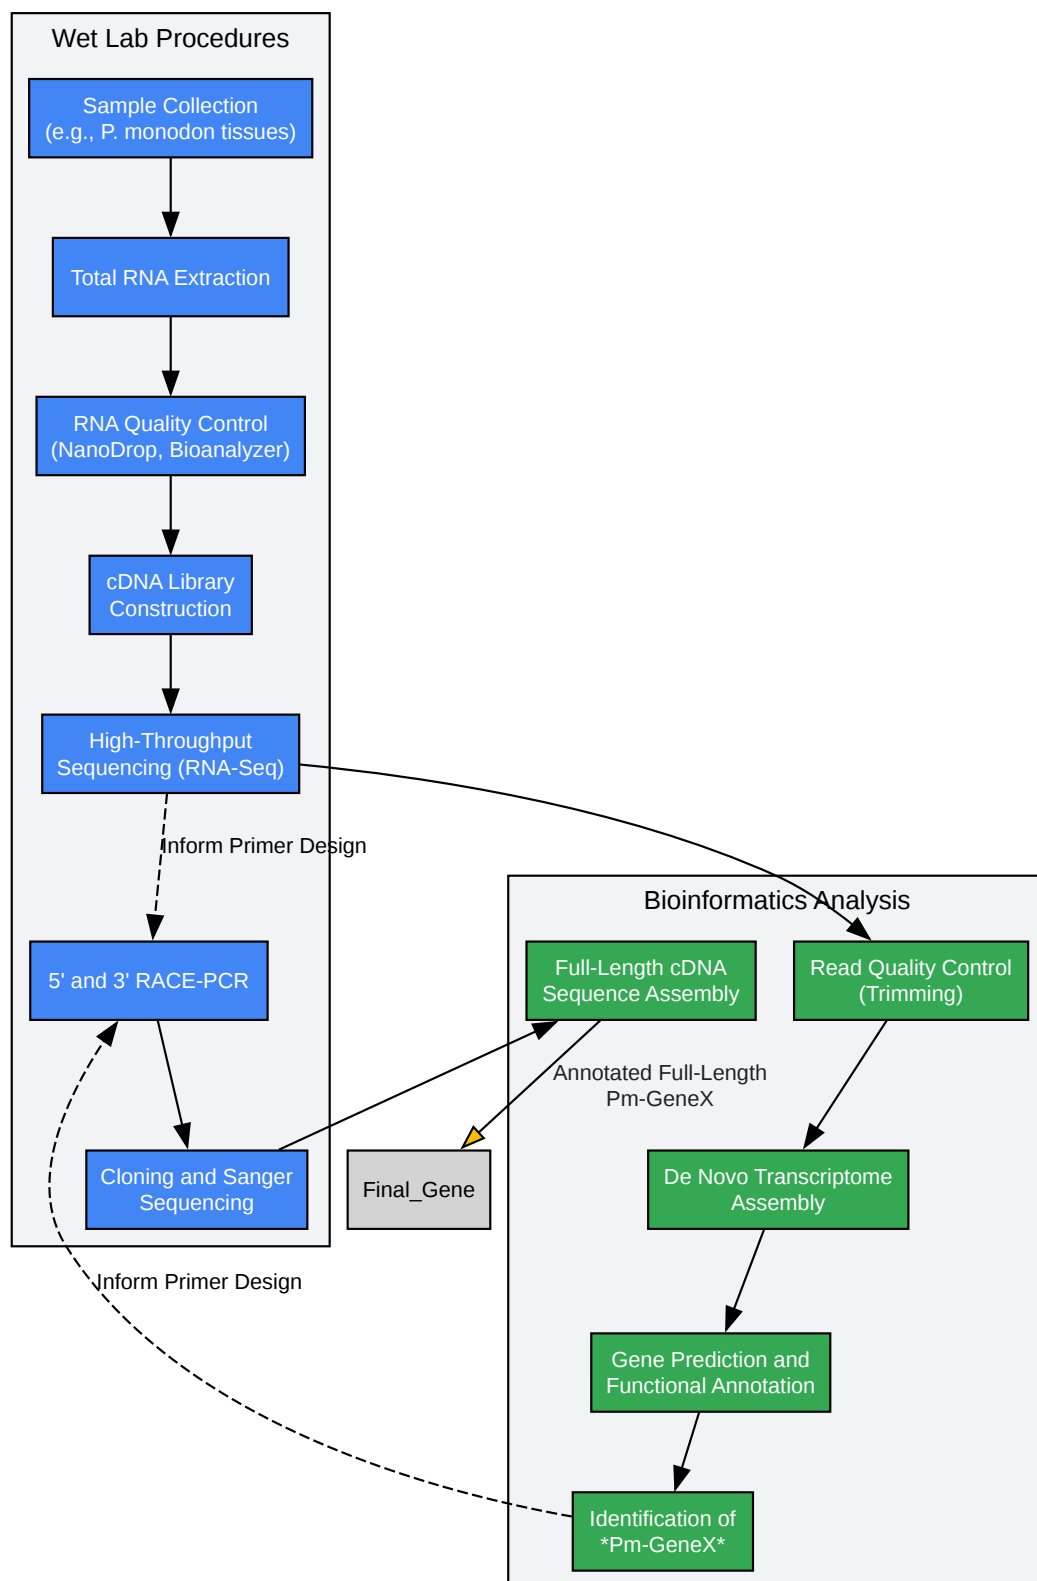 Wet Lab Procedures
Sample Collection
(e.g., P. monodon tissues)
Total RNA Extraction
RNA Quality Control
(NanoDrop, Bioanalyzer)
cDNA Library
Construction
High-Throughput
Sequencing (RNA-Seq)
Inform Primer Design
5' and 3' RACE-PCR
Cloning and Sanger
Sequencing
Inform Primer Design
Bioinformatics Analysis
Full-Length cDNA
Sequence Assembly
Read Quality Control
(Trimming)
Annotated Full-Length
Pm-GeneX
Final_Gene
De Novo Transcriptome
Assembly
Gene Prediction and
Functional Annotation
Identification of
*Pm-GeneX*